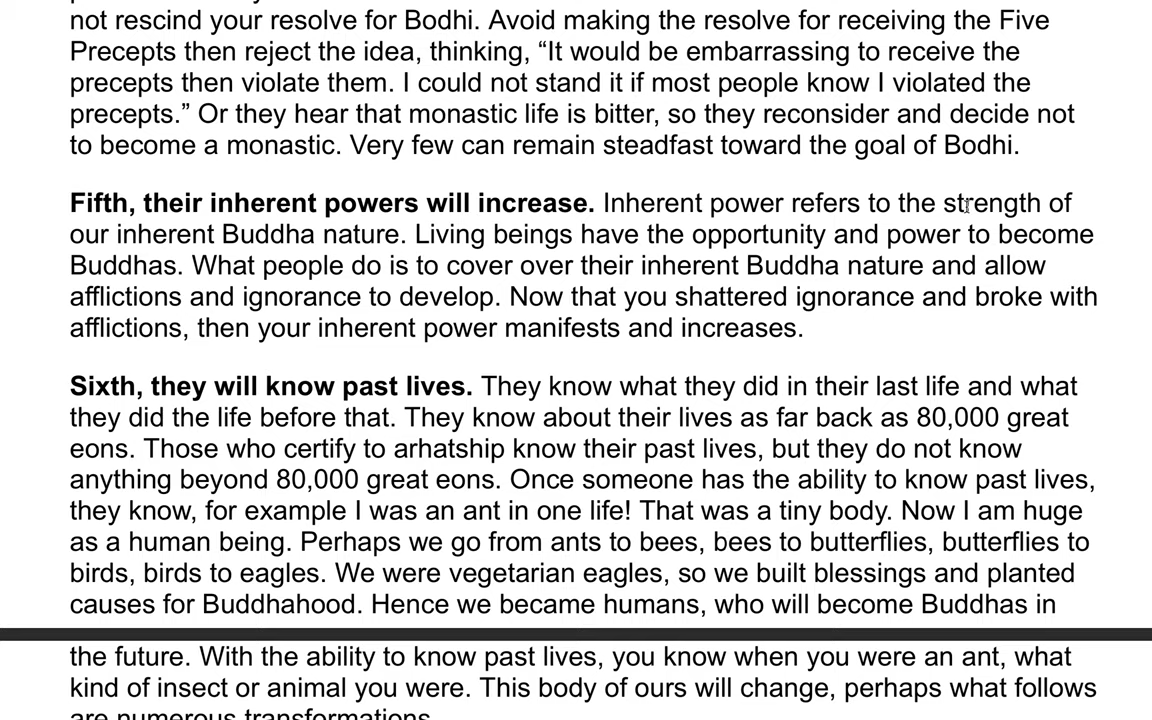 not rescind your resolve for Bodhi. Avoid making the resolve for receiving the Five
Precepts then reject the idea, thinking, “It would be embarrassing to receive the
precepts then violate them. I could not stand it if most people know I violated the
precepts.” Or they hear that monastic life is bitter, so they reconsider and decide not
to become a monastic. Very few can remain steadfast toward the goal of Bodhi.
Fifth, their inherent powers will increase. Inherent power refers to the strength of
our inherent Buddha nature. Living beings have the opportunity and power to become
Buddhas. What people do is to cover over their inherent Buddha nature and allow
afflictions and ignorance to develop. Now that you shattered ignorance and broke with
afflictions, then your inherent power manifests and increases.
Sixth, they will know past lives. They know what they did in their last life and what
they did the life before that. They know about their lives as far back as 80,000 great
eons. Those who certify to arhatship know their past lives, but they do not know
anything beyond 80,000 great eons. Once someone has the ability to know past lives,
they know, for example I was an ant in one life! That was a tiny body. Now I am huge
as a human being. Perhaps we go from ants to bees, bees to butterflies, butterflies to
birds, birds to eagles. We were vegetarian eagles, so we built blessings and planted
causes for Buddhahood. Hence we became humans, who will become Buddhas in
the future. With the ability to know past lives, you know when you were an ant, what
kind of insect or animal you were. This body of ours will change, perhaps what follows
are numerous transformations.